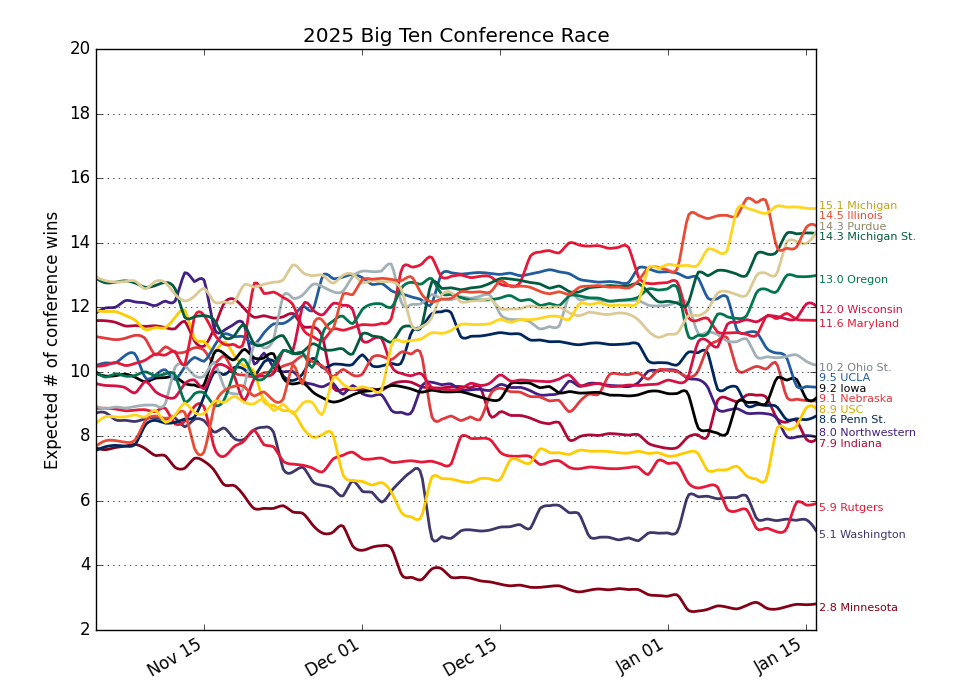 2025 Big Ten Conference Race
Expected # of conference wins
20
18
16
14
12
10
8
6
4
2
Nov 15
Dec 01
Dec 15
Jan 01
Jan 15
15.1 Michigan
14.5 Illinois
14.3 Purdue
14.3 Michigan St.
13.0 Oregon
12.0 Wisconsin
11.6 Maryland
10.2 Ohio St.
9.5 UCLA
9.2 Iowa
9.1 Nebraska
8.9 USC
8.6 Penn St.
8.0 Northwestern
7.9 Indiana
5.9 Rutgers
5.1 Washington
2.8 Minnesota